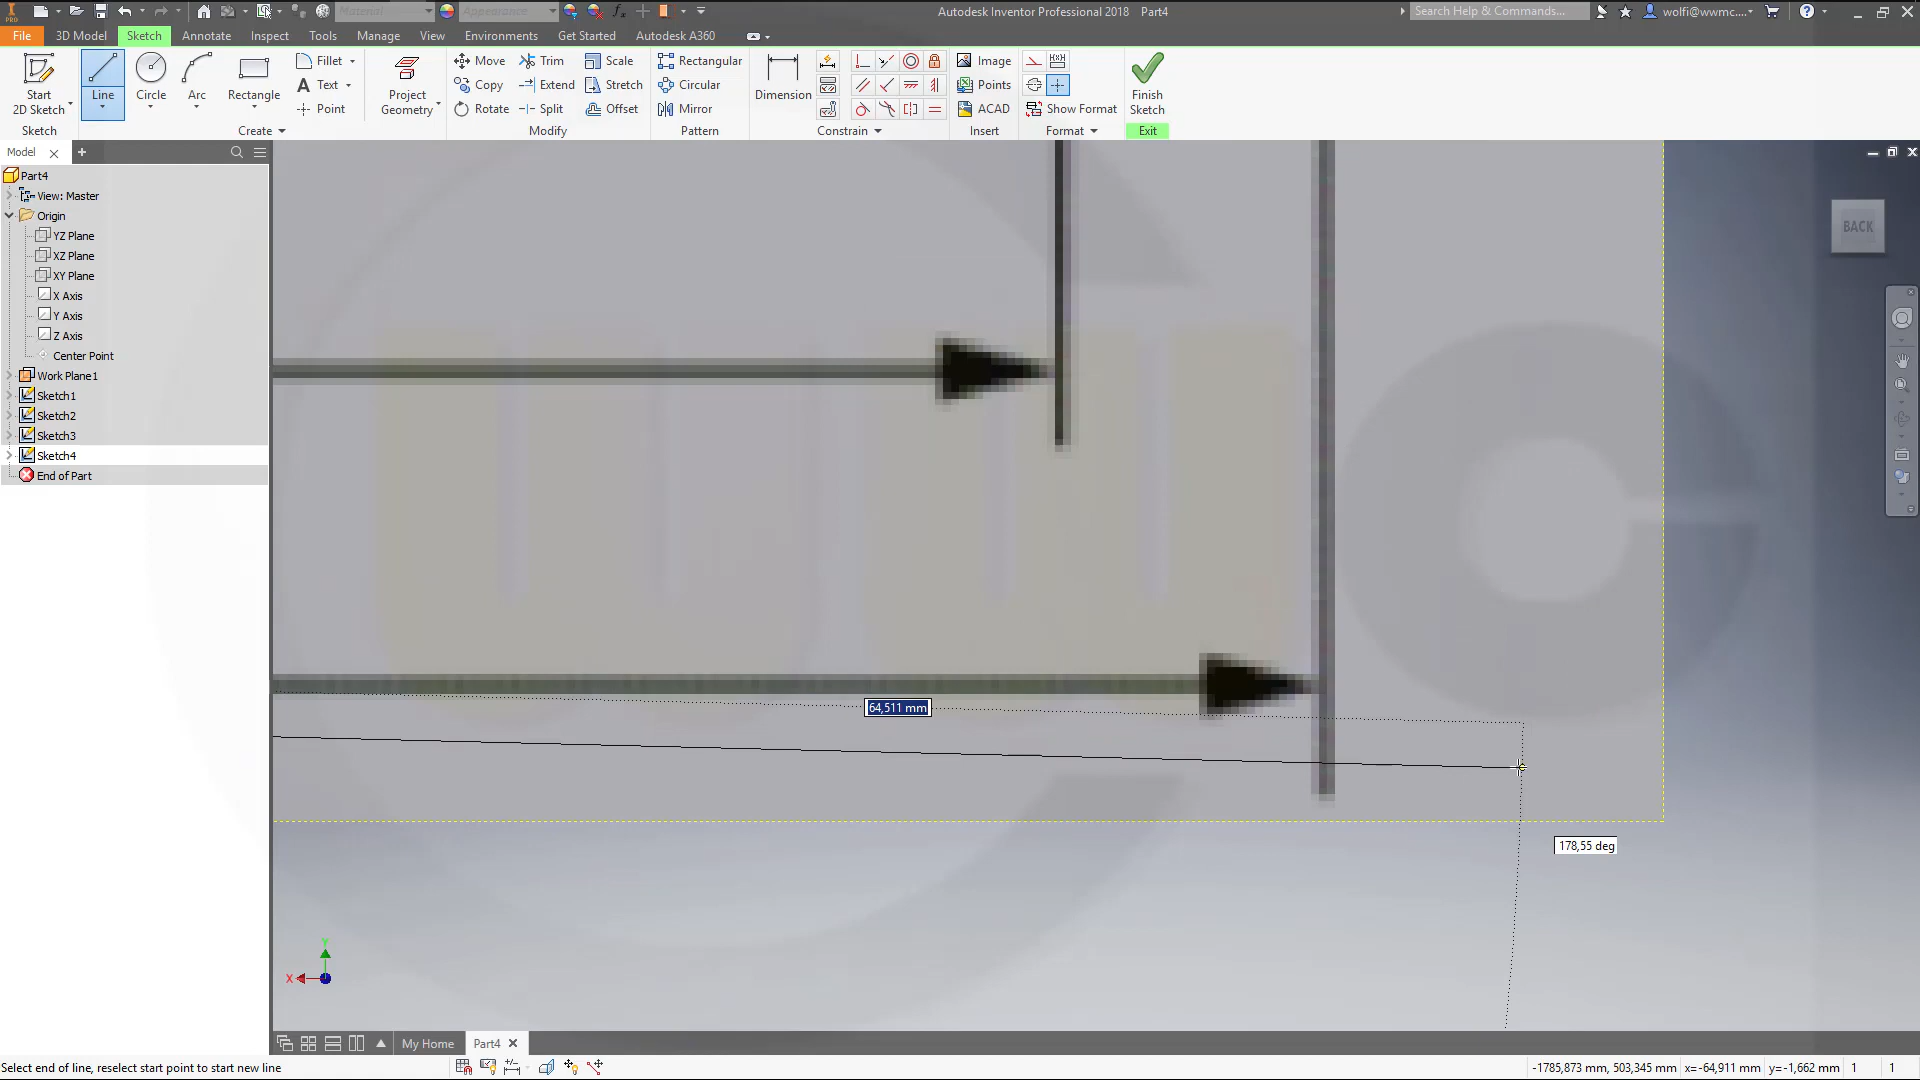 Material
Appearance
Autodesk Inventor Professional 2018 Part4
Search Help & Commands...
wolfi@wwmc....
PRO
File
3D Model
Sketch
Annotate
Inspect
Tools
Manage
View
Environments
Get Started
Autodesk A360
Start
2D Sketch
Line
Circle
Arc
Rectangle
Fillet
Text
Point
Project
Geometry
Move
Copy
Rotate
Trim
Extend
Split
Scale
Stretch
Offset
Rectangular
Circular
Mirror
Dimension
Image
Points
ACAD
Show Format
Finish
Sketch
Sketch
Create
Modify
Pattern
Constrain
Insert
Format
Exit
Model
Part4
View: Master
Origin
YZ Plane
XZ Plane
XY Plane
X Axis
Y Axis
Z Axis
Center Point
Work Plane1
Sketch1
Sketch2
Sketch3
Sketch4
End of Part
BACK
64,511 mm
178,55 deg
Y
X
My Home
Part4
Select end of line, reselect start point to start new line
-1785,873 mm, 503,345 mm x=-64,911 mm y=-1,662 mm 1 1